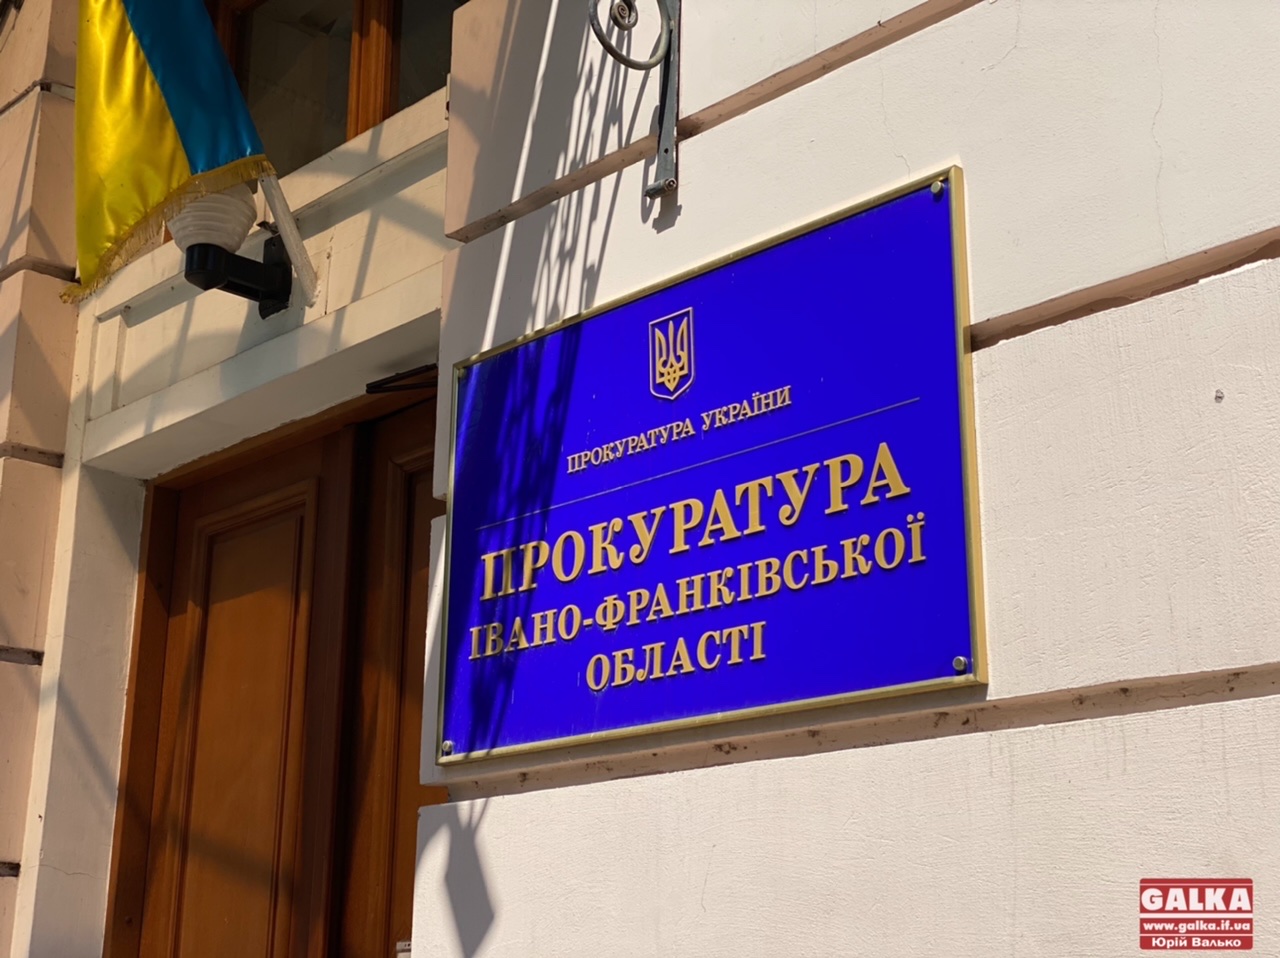 ПРОКУРАТУРА УКРАЇНИ
ПРОКУРАТУРА
ІВАНО-ФРАНКІВСЬКОЇ
ОБЛАСТІ
GALKA
www.galka.if.ua
Юрій Валько